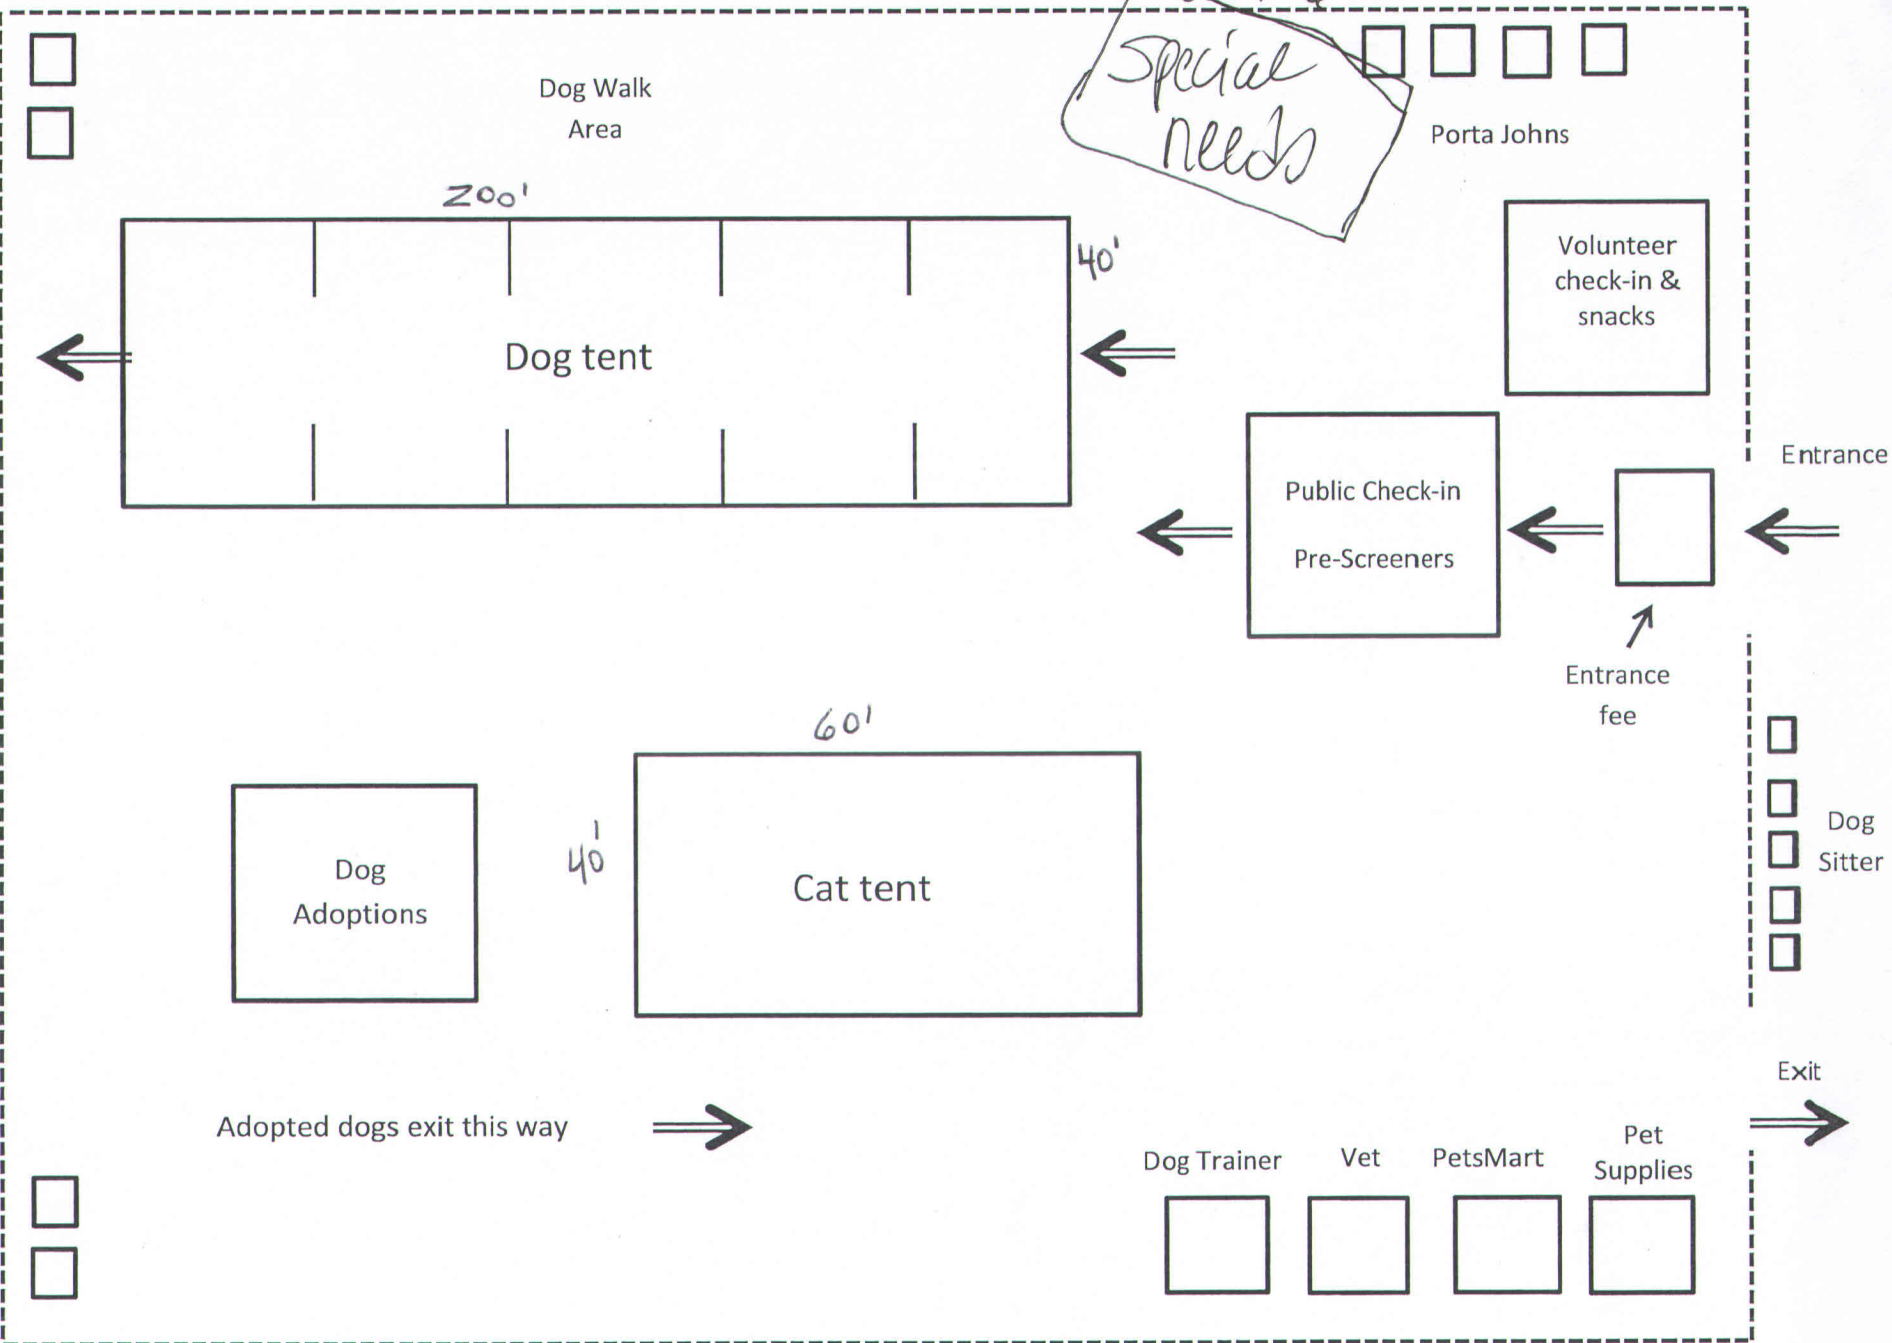 Special
needs
Dog Walk
Area
Porta Johns
200'
40'
Volunteer
check-in &
snacks
Dog tent
Entrance
Public Check-in
Pre-Screeners
Entrance
fee
60'
40'
Dog
Adoptions
Cat tent
Dog
Sitter
Exit
Adopted dogs exit this way
Dog Trainer
Vet
PetsMart
Pet
Supplies